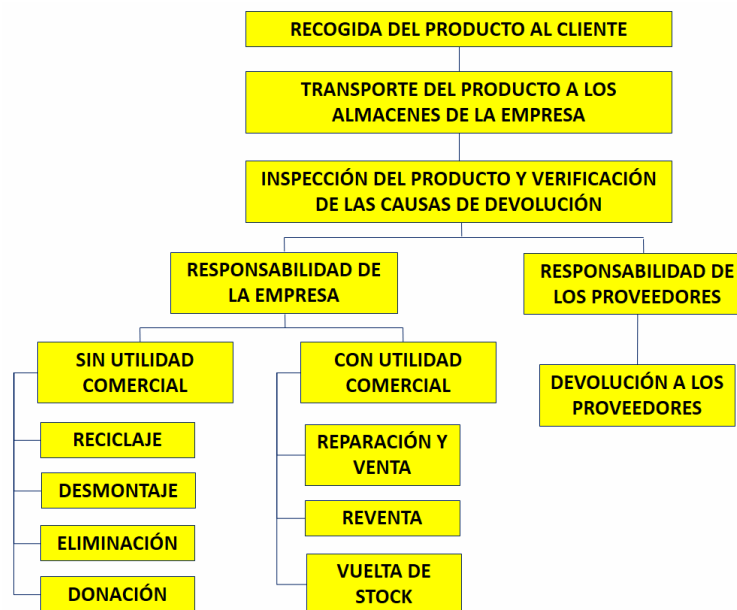 RECOGIDA DEL PRODUCTO AL CLIENTE
TRANSPORTE DEL PRODUCTO A LOS
ALMACENES DE LA EMPRESA
INSPECCIÓN DEL PRODUCTO Y VERIFICACIÓN
DE LAS CAUSAS DE DEVOLUCIÓN
RESPONSABILIDAD DE
LA EMPRESA
RESPONSABILIDAD DE
LOS PROVEEDORES
SIN UTILIDAD
COMERCIAL
CON UTILIDAD
COMERCIAL
DEVOLUCIÓN A LOS
PROVEEDORES
RECICLAJE
DESMONTAJE
ELIMINACIÓN
DONACIÓN
REPARACIÓN Y
VENTA
REVENTA
VUELTA DE
STOCK